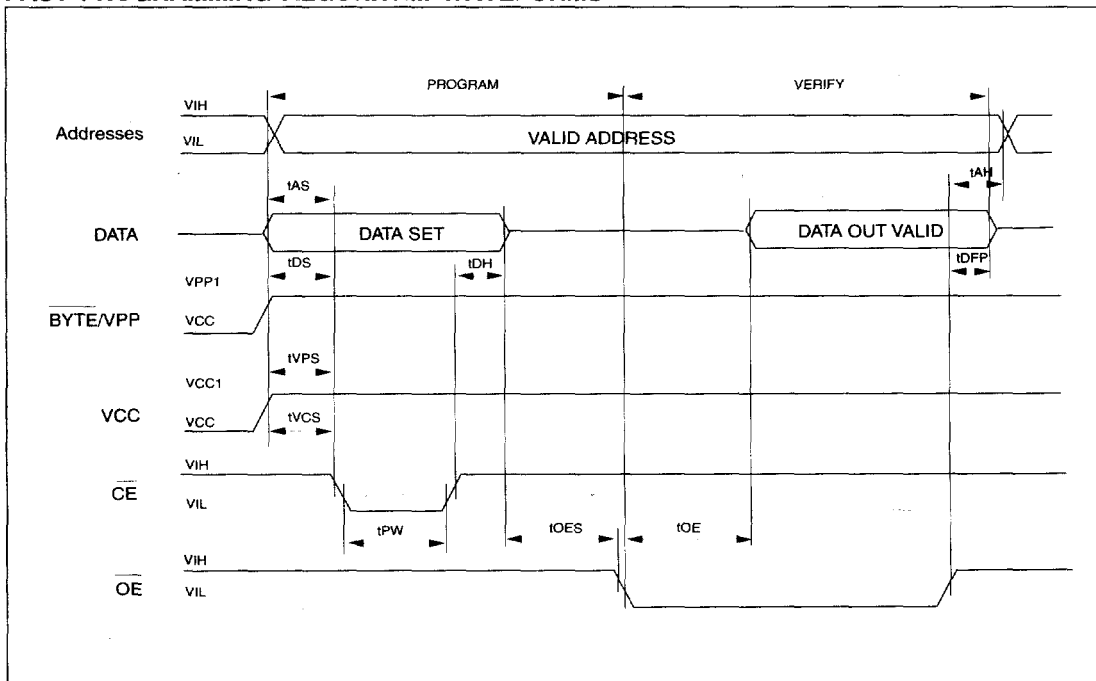 PROGRAM VERIFY
VIH
Addresses
VIL
VALID ADDRESS
tAS
tAH
DATA
DATA SET
DATA OUT VALID
tDS
tDH
tDFP
VPP1
BYTE/VPP
VCC
tVPS
VCC1
VCC
VCC
tVCS
VIH
CE
VIL
tPW
tOES
tOE
VIH
OE
VIL